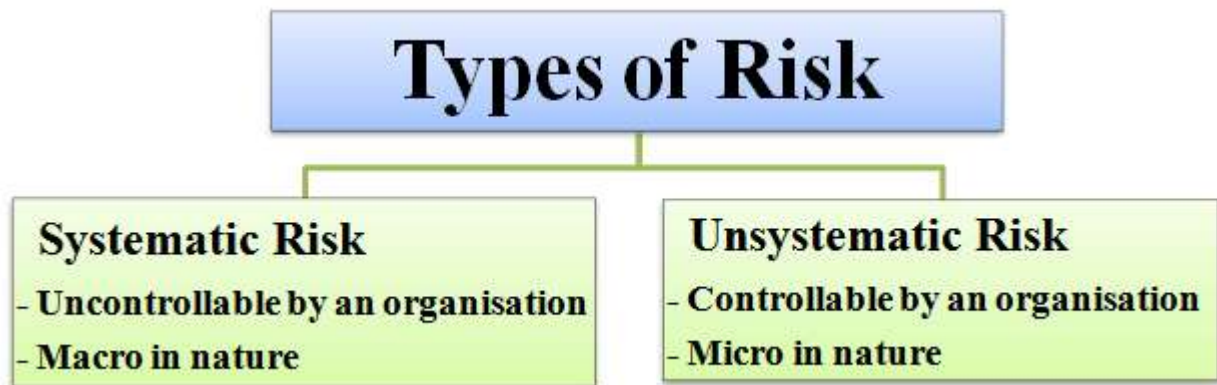 Types of Risk
Systematic Risk
- Uncontrollable by an organisation
- Macro in nature
Unsystematic Risk
- Controllable by an organisation
- Micro in nature